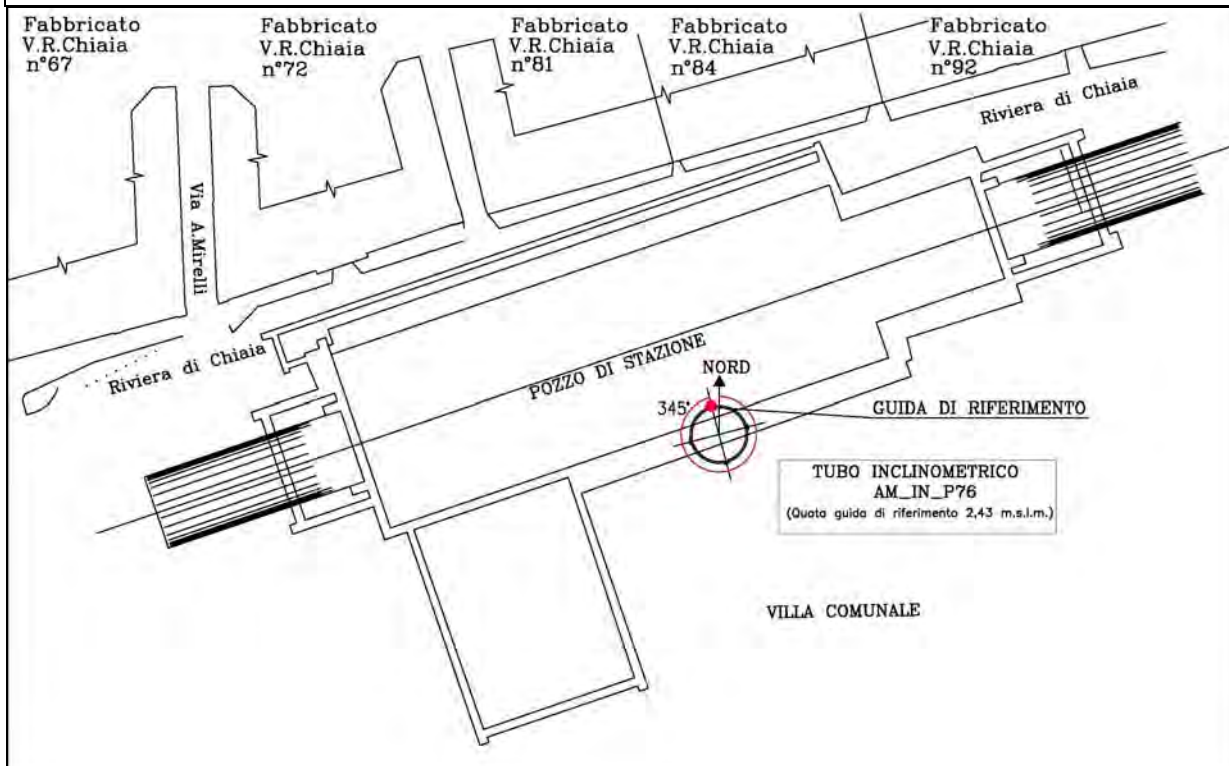 Fabbricato
V.R.Chiaia
n°67
Fabbricato
V.R.Chiaia
n°72
Fabbricato
V.R.Chiaia
n°81
Fabbricato
V.R.Chiaia
n°84
Fabbricato
V.R.Chiaia
n°92
Riviera di Chiaia
Via A.Mirelli
Riviera di Chiaia
POZZO DI STAZIONE
NORD
345°
GUIDA DI RIFERIMENTO
TUBO INCLINOMETRICO
AM_IN_P76
(Quota guida di riferimento 2,43 m.s.l.m.)
VILLA COMUNALE